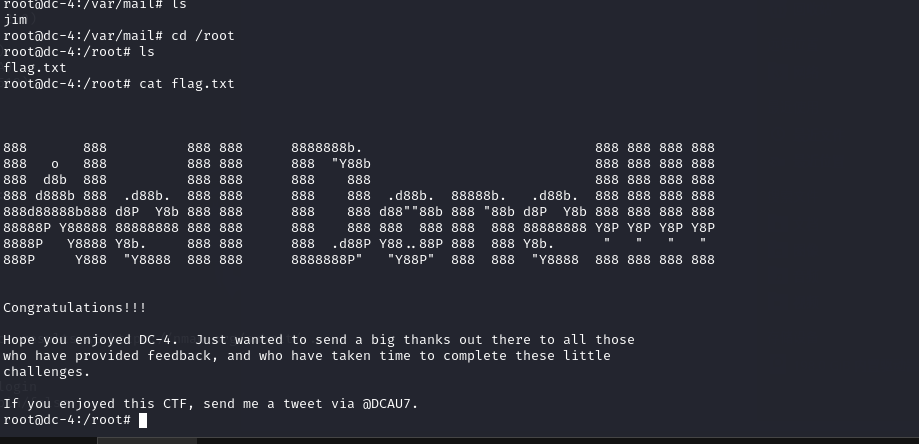 root@dc-4:/var/mail# ls
jim
root@dc-4:/var/mail# cd /root
root@dc-4:/root# ls
flag.txt
root@dc-4:/root# cat flag.txt
888       888          888 888      8888888b.                             888 888 888 888
888   o   888          888 888      888  "Y88b                            888 888 888 888
888  d8b  888          888 888      888    888                            888 888 888 888
888 d888b 888  .d88b.  888 888      888    888  .d88b.  88888b.   .d88b.  888 888 888 888
888d88888b888 d8P  Y8b 888 888      888    888 d88""88b 888 "88b d8P  Y8b 888 888 888 888
88888P Y88888 88888888 888 888      888    888 888  888 888  888 88888888 Y8P Y8P Y8P Y8P
8888P   Y8888 Y8b.     888 888      888  .d88P Y88..88P 888  888 Y8b.      "   "   "   "
888P     Y888  "Y8888  888 888      8888888P"   "Y88P"  888  888  "Y8888  888 888 888 888
Congratulations!!!
Hope you enjoyed DC-4.  Just wanted to send a big thanks out there to all those
who have provided feedback, and who have taken time to complete these little
challenges.
If you enjoyed this CTF, send me a tweet via @DCAU7.
root@dc-4:/root#